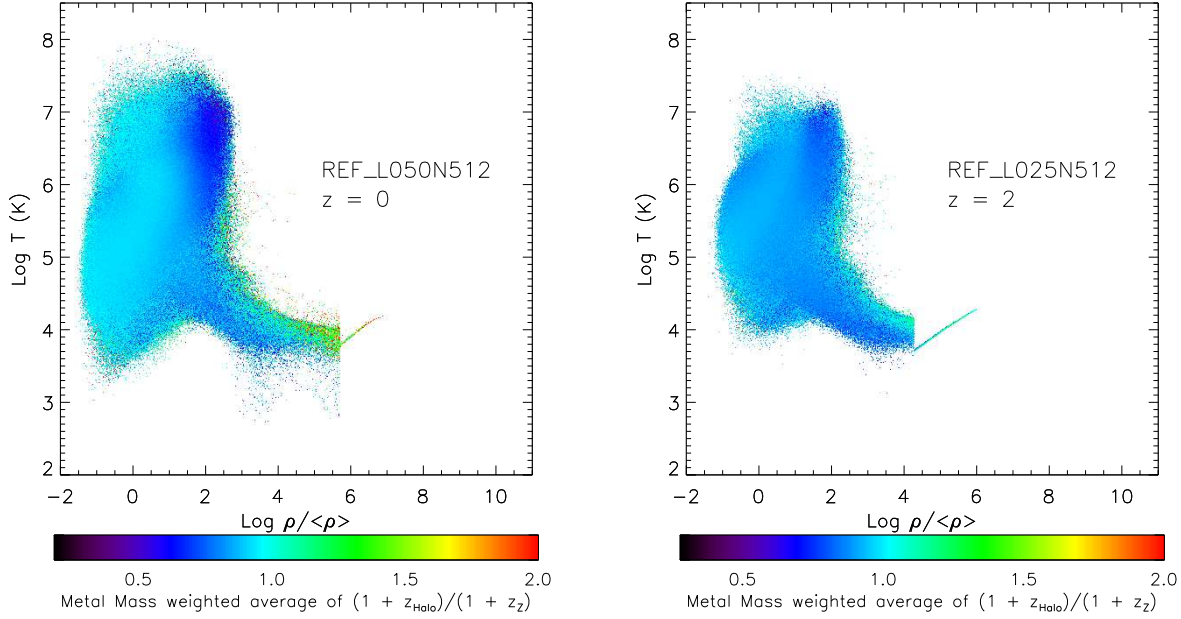 8
7
6
5
4
3
2
Log T (K)
REF_L050N512
z = 0
−2 0 2 4 6 8 10
Log ρ/<ρ>
0.5 1.0 1.5 2.0
Metal Mass weighted average of (1 + z_Halo)/(1 + z_Z)
8
7
6
5
4
3
2
Log T (K)
REF_L025N512
z = 2
−2 0 2 4 6 8 10
Log ρ/<ρ>
0.5 1.0 1.5 2.0
Metal Mass weighted average of (1 + z_Halo)/(1 + z_Z)